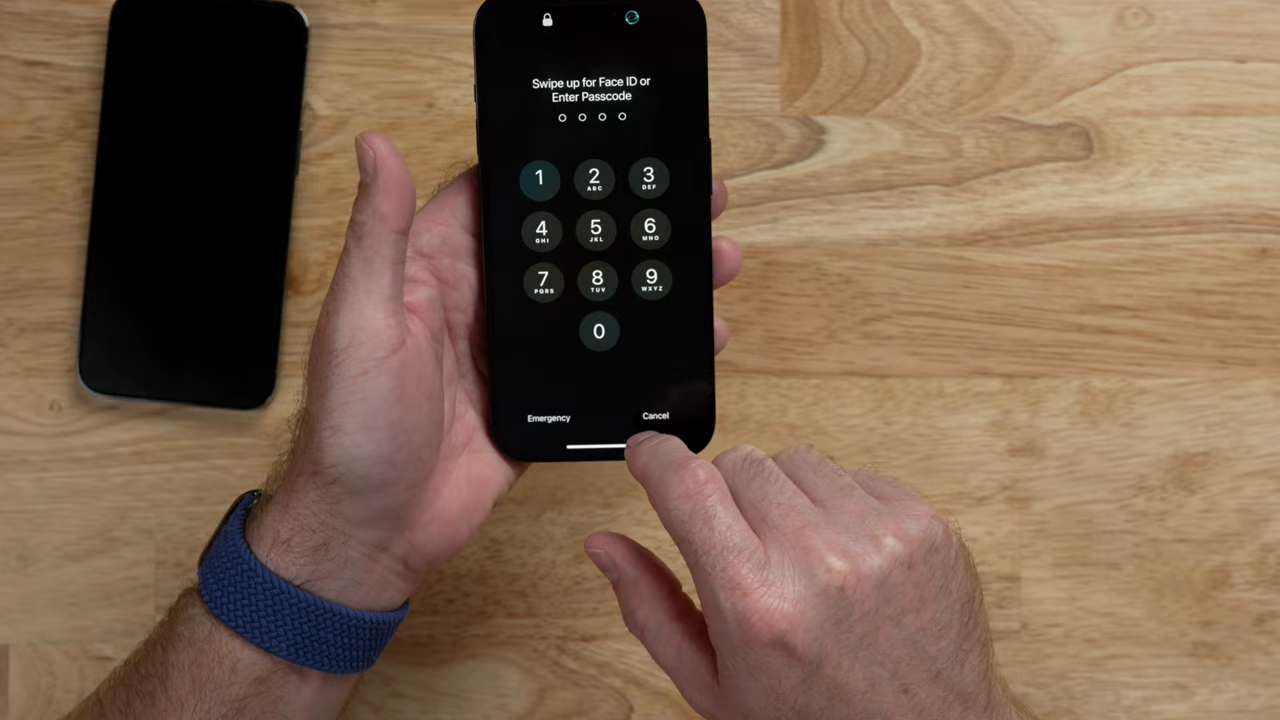 Swipe up for Face ID or
Enter Passcode
1 2 3
ABC DEF
4 5 6
GHI JKL MNO
7 8 9
PQRS TUV WXYZ
0
Emergency Cancel